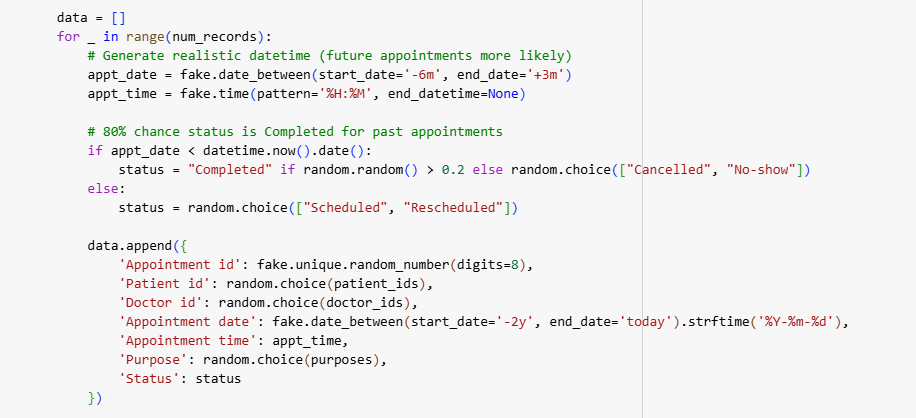 data = []
for _ in range(num_records):
    # Generate realistic datetime (future appointments more likely)
    appt_date = fake.date_between(start_date='-6m', end_date='+3m')
    appt_time = fake.time(pattern='%H:%M', end_datetime=None)
    # 80% chance status is Completed for past appointments
    if appt_date < datetime.now().date():
        status = "Completed" if random.random() > 0.2 else random.choice(["Cancelled", "No-show"])
    else:
        status = random.choice(["Scheduled", "Rescheduled"])
    data.append({
        'Appointment id': fake.unique.random_number(digits=8),
        'Patient id': random.choice(patient_ids),
        'Doctor id': random.choice(doctor_ids),
        'Appointment date': fake.date_between(start_date='-2y', end_date='today').strftime('%Y-%m-%d'),
        'Appointment time': appt_time,
        'Purpose': random.choice(purposes),
        'Status': status
    })